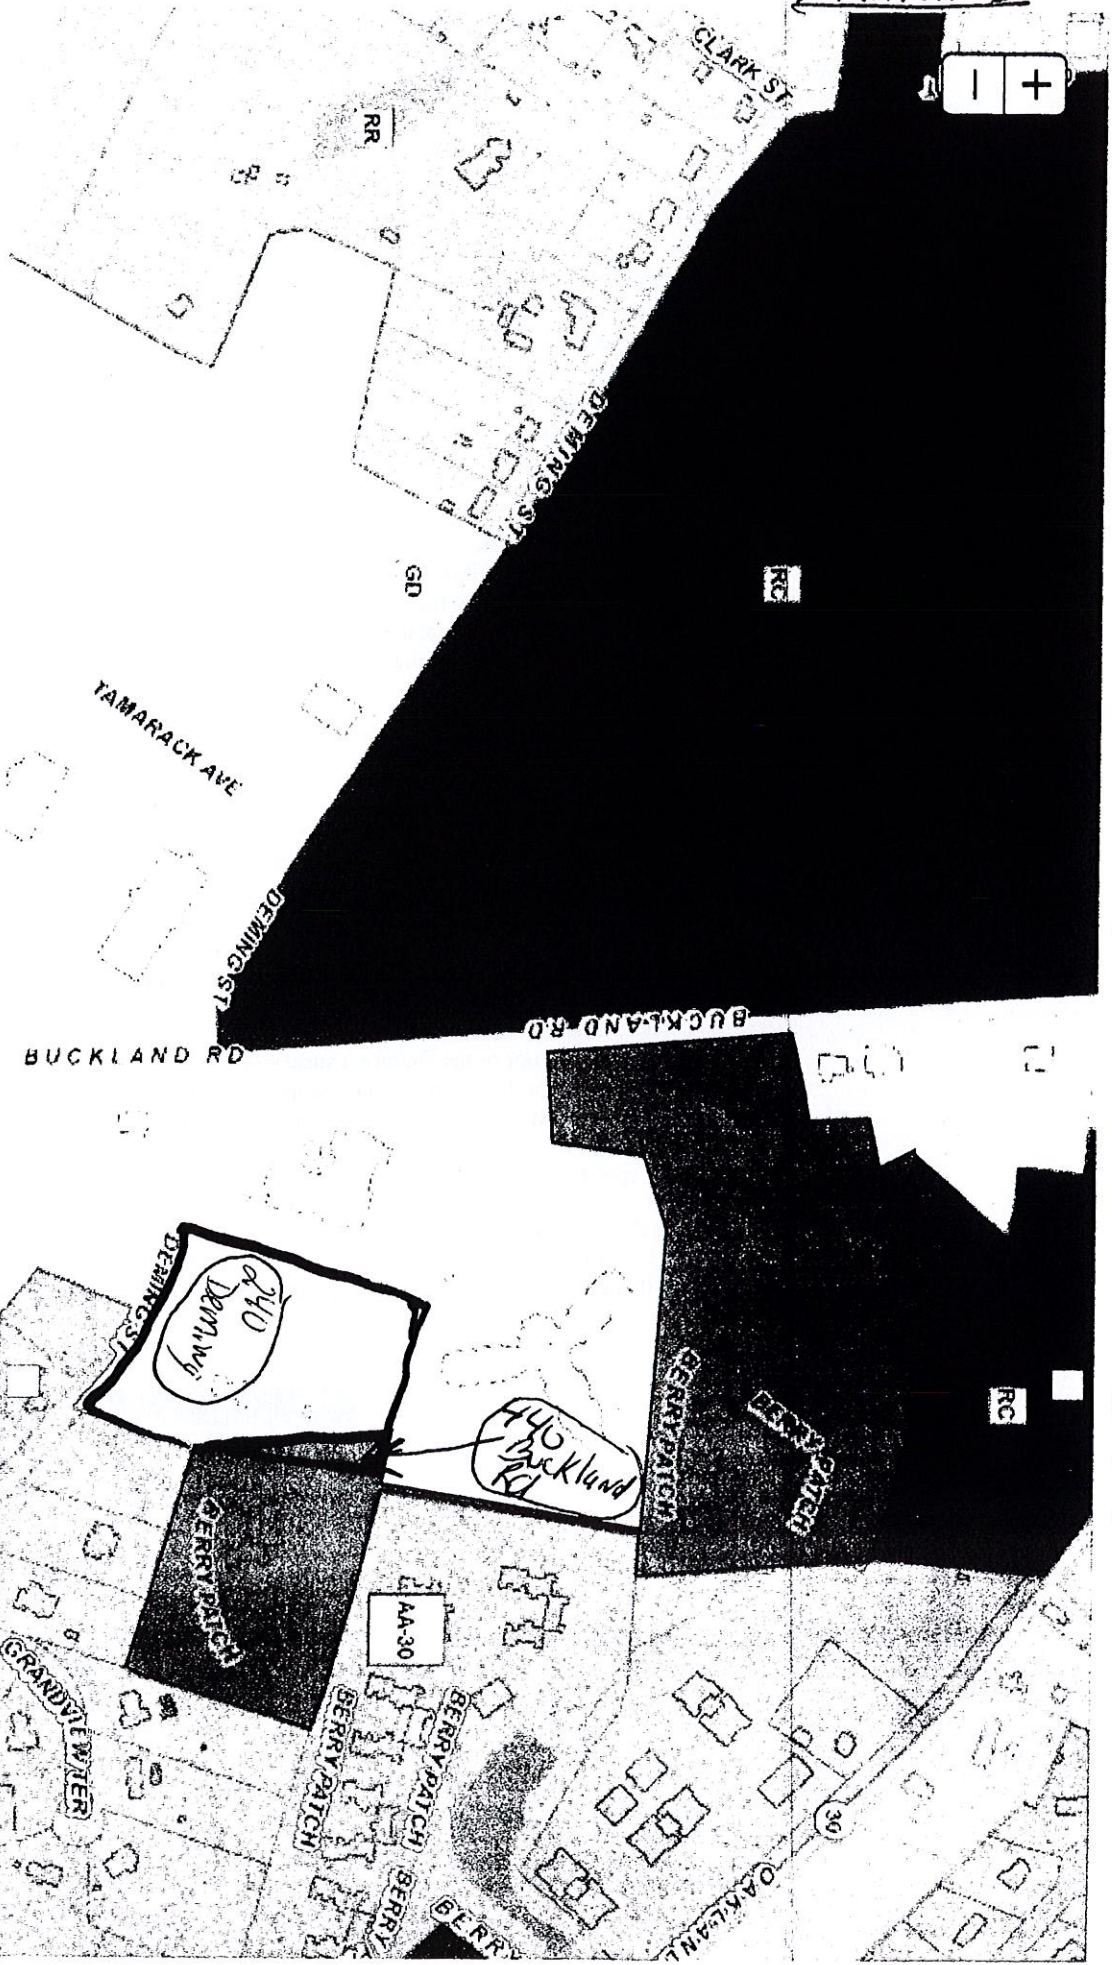 +
−
CLARK ST
RR
DEMING ST
RC
GD
TAMARACK AVE
DEMING ST
BUCKLAND RD
BUCKLAND RD
DEMING ST
240
Deming
440
Buckland
Rd
BERRY PATCH
BERRY PATCH
RC
BERRY PATCH
AA-30
GRANDVIEW TER
BERRY PATCH
BERRY PATCH
BERRY
BERRY
30
OAKLAN